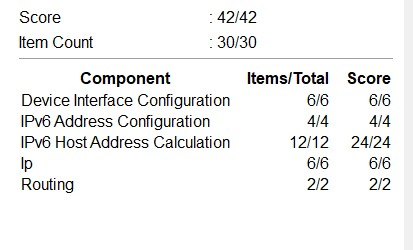 Score : 42/42
Item Count : 30/30
Component Items/Total Score
Device Interface Configuration 6/6 6/6
IPv6 Address Configuration 4/4 4/4
IPv6 Host Address Calculation 12/12 24/24
Ip 6/6 6/6
Routing 2/2 2/2